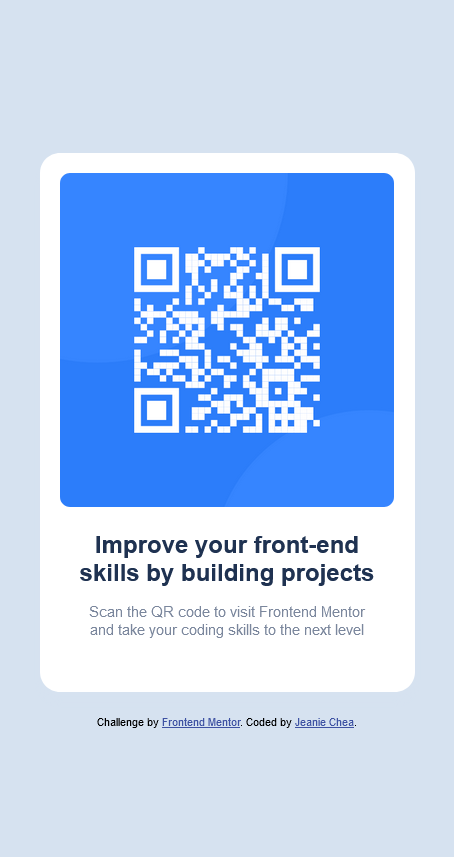 Improve your front-end
skills by building projects
Scan the QR code to visit Frontend Mentor
and take your coding skills to the next level
Challenge by Frontend Mentor. Coded by Jeanie Chea.